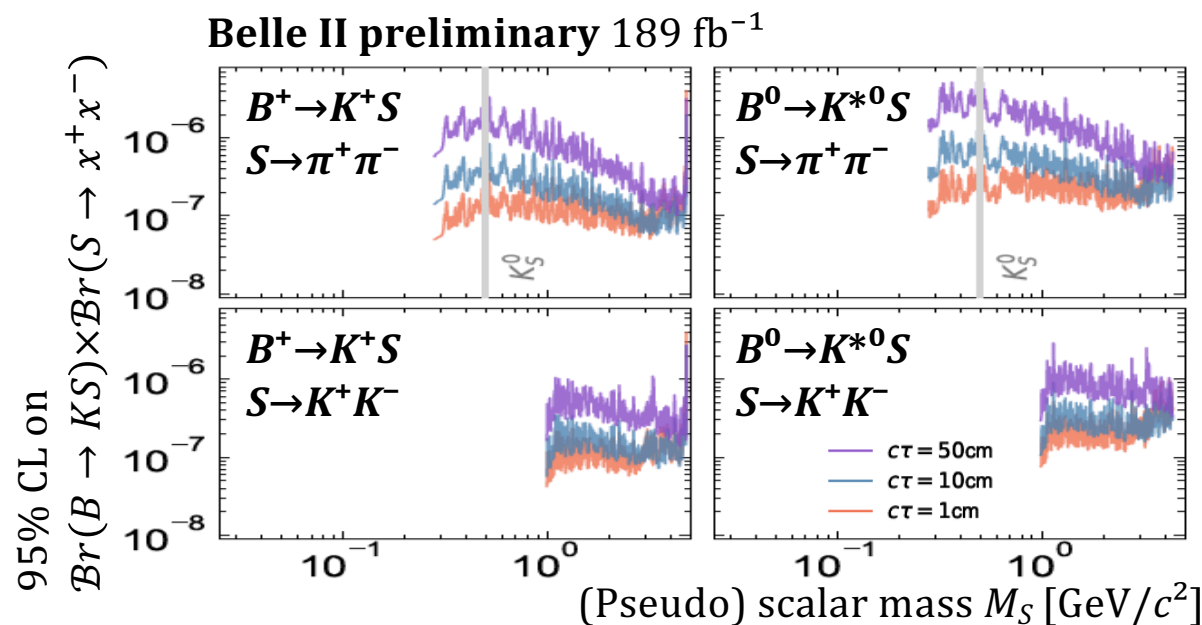 Belle II preliminary 189 fb⁻¹
95% CL on
ℬr(B → KS)×ℬr(S → x⁺x⁻)
10⁻⁶
10⁻⁷
10⁻⁸
B⁺→K⁺S
S→π⁺π⁻
K⁰_S
B⁰→K*⁰S
S→π⁺π⁻
K⁰_S
10⁻⁶
10⁻⁷
10⁻⁸
B⁺→K⁺S
S→K⁺K⁻
B⁰→K*⁰S
S→K⁺K⁻
cτ = 50cm
cτ = 10cm
cτ = 1cm
10⁻¹ 10⁰ 10⁻¹ 10⁰
(Pseudo) scalar mass M_S [GeV/c²]